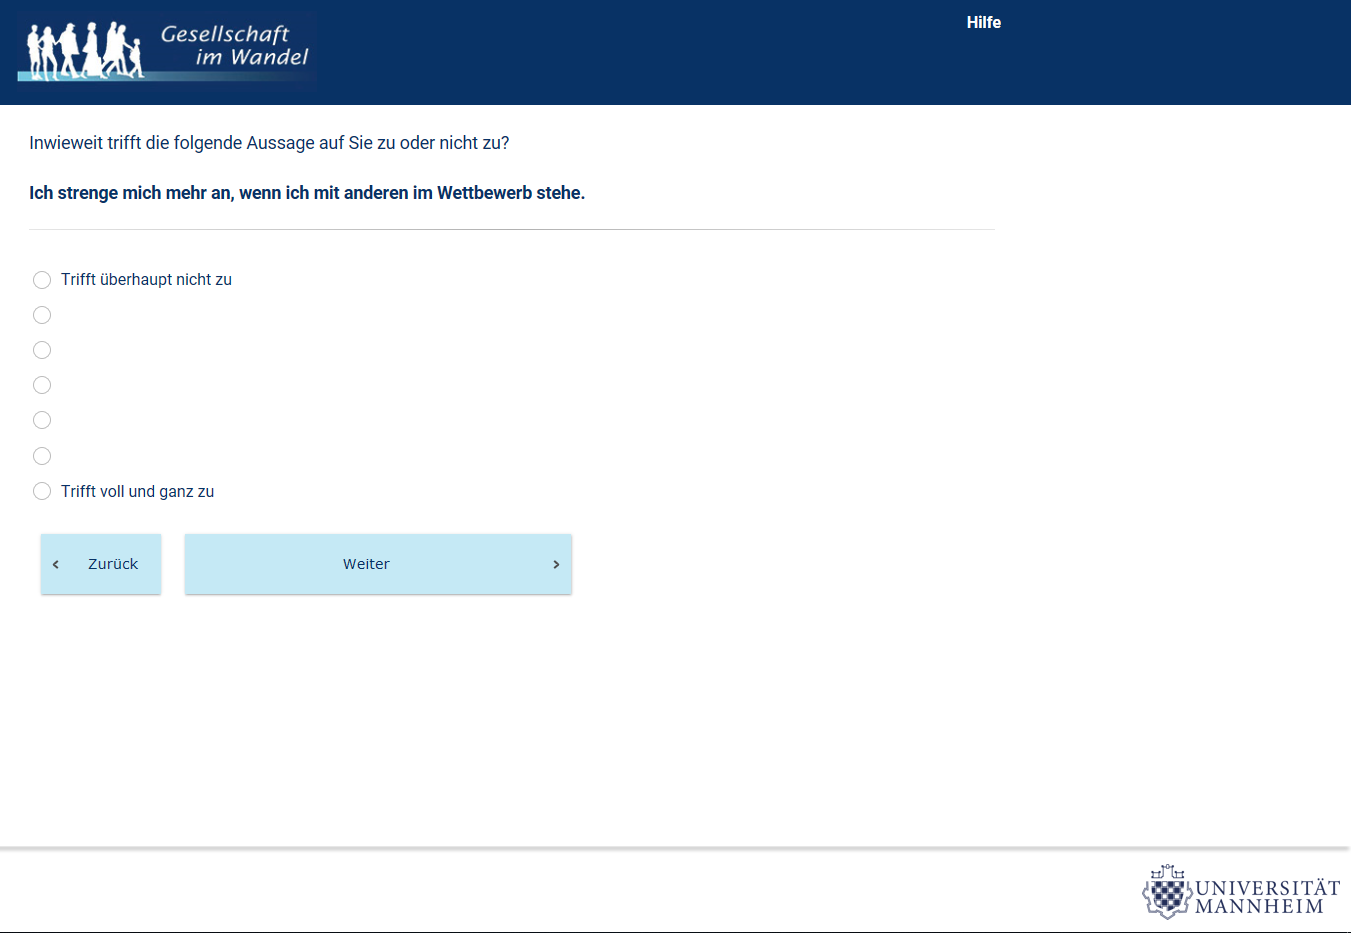 Gesellschaft
im Wandel
Hilfe
Inwieweit trifft die folgende Aussage auf Sie zu oder nicht zu?
Ich strenge mich mehr an, wenn ich mit anderen im Wettbewerb stehe.
Trifft überhaupt nicht zu
Trifft voll und ganz zu
‹ Zurück
Weiter ›
UNIVERSITÄT
MANNHEIM